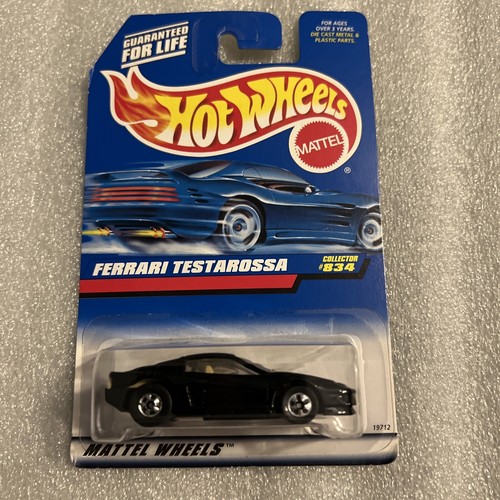 GUARANTEED
FOR LIFE
FOR AGES
OVER 3 YEARS.
DIE CAST METAL &
PLASTIC PARTS.
HOT WHEELS
MATTEL
®
FERRARI TESTAROSSA
COLLECTOR
#834
19712
MATTEL WHEELS™